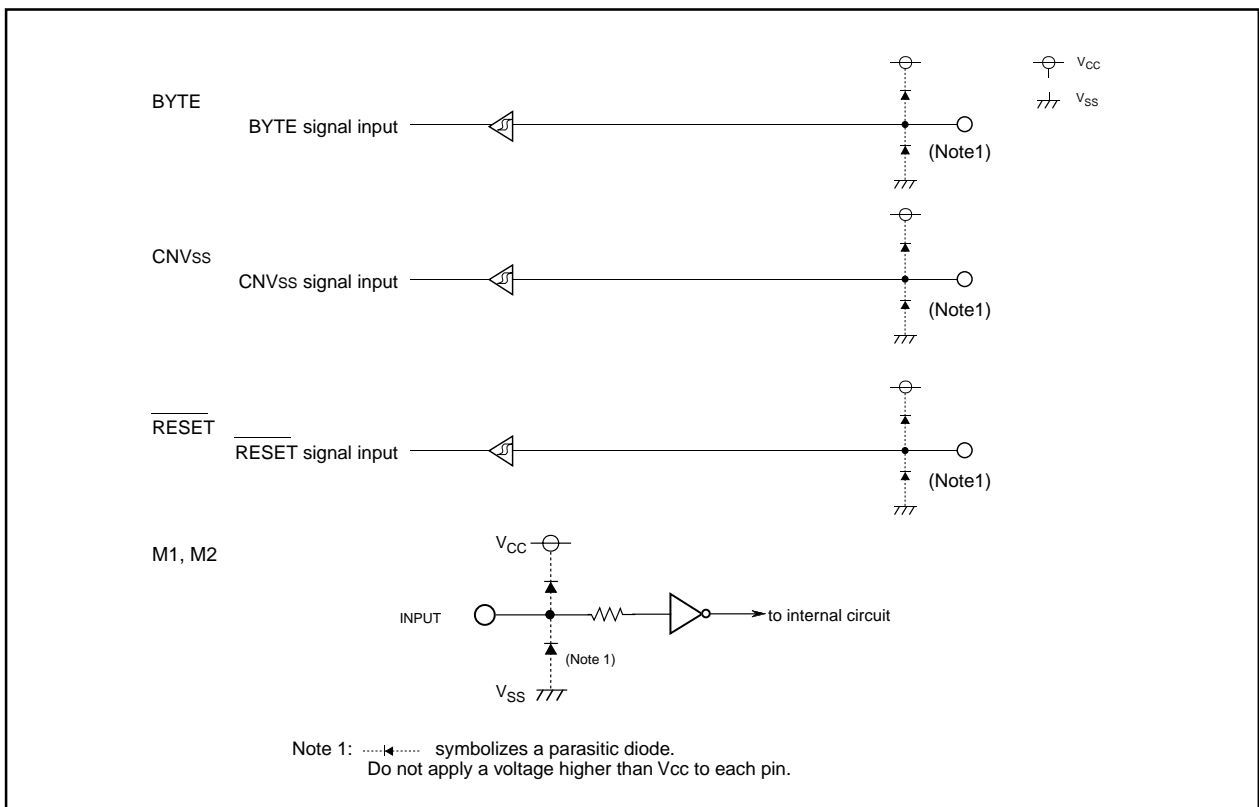 VCC
VSS
BYTE
BYTE signal input
(Note1)
CNVSS
CNVSS signal input
(Note1)
RESET
RESET signal input
(Note1)
M1, M2
VCC
INPUT
to internal circuit
(Note 1)
VSS
Note 1: symbolizes a parasitic diode.
Do not apply a voltage higher than Vcc to each pin.